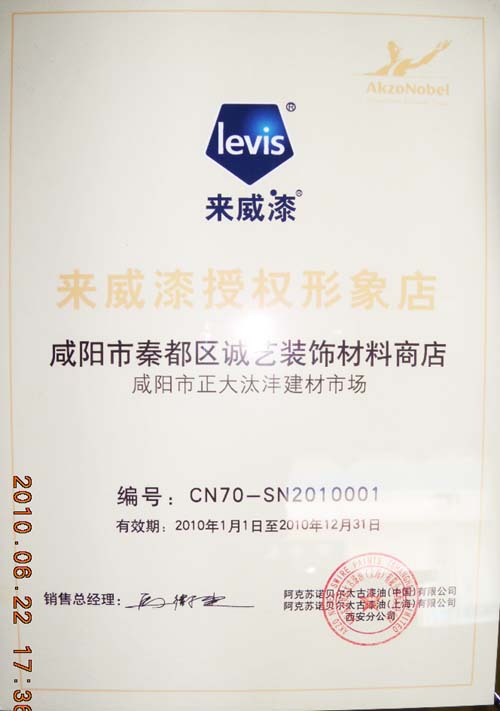 AkzoNobel
levis®
来威漆®
来威漆授权形象店
咸阳市秦都区诚艺装饰材料商店
咸阳市正大汰沣建材市场
编号：CN70-SN2010001
有效期：2010年1月1日至2010年12月31日
销售总经理：
阿克苏诺贝尔太古漆油(中国)有限公司
阿克苏诺贝尔太古漆油(上海)有限公司
西安分公司
2010.06.22 17:36